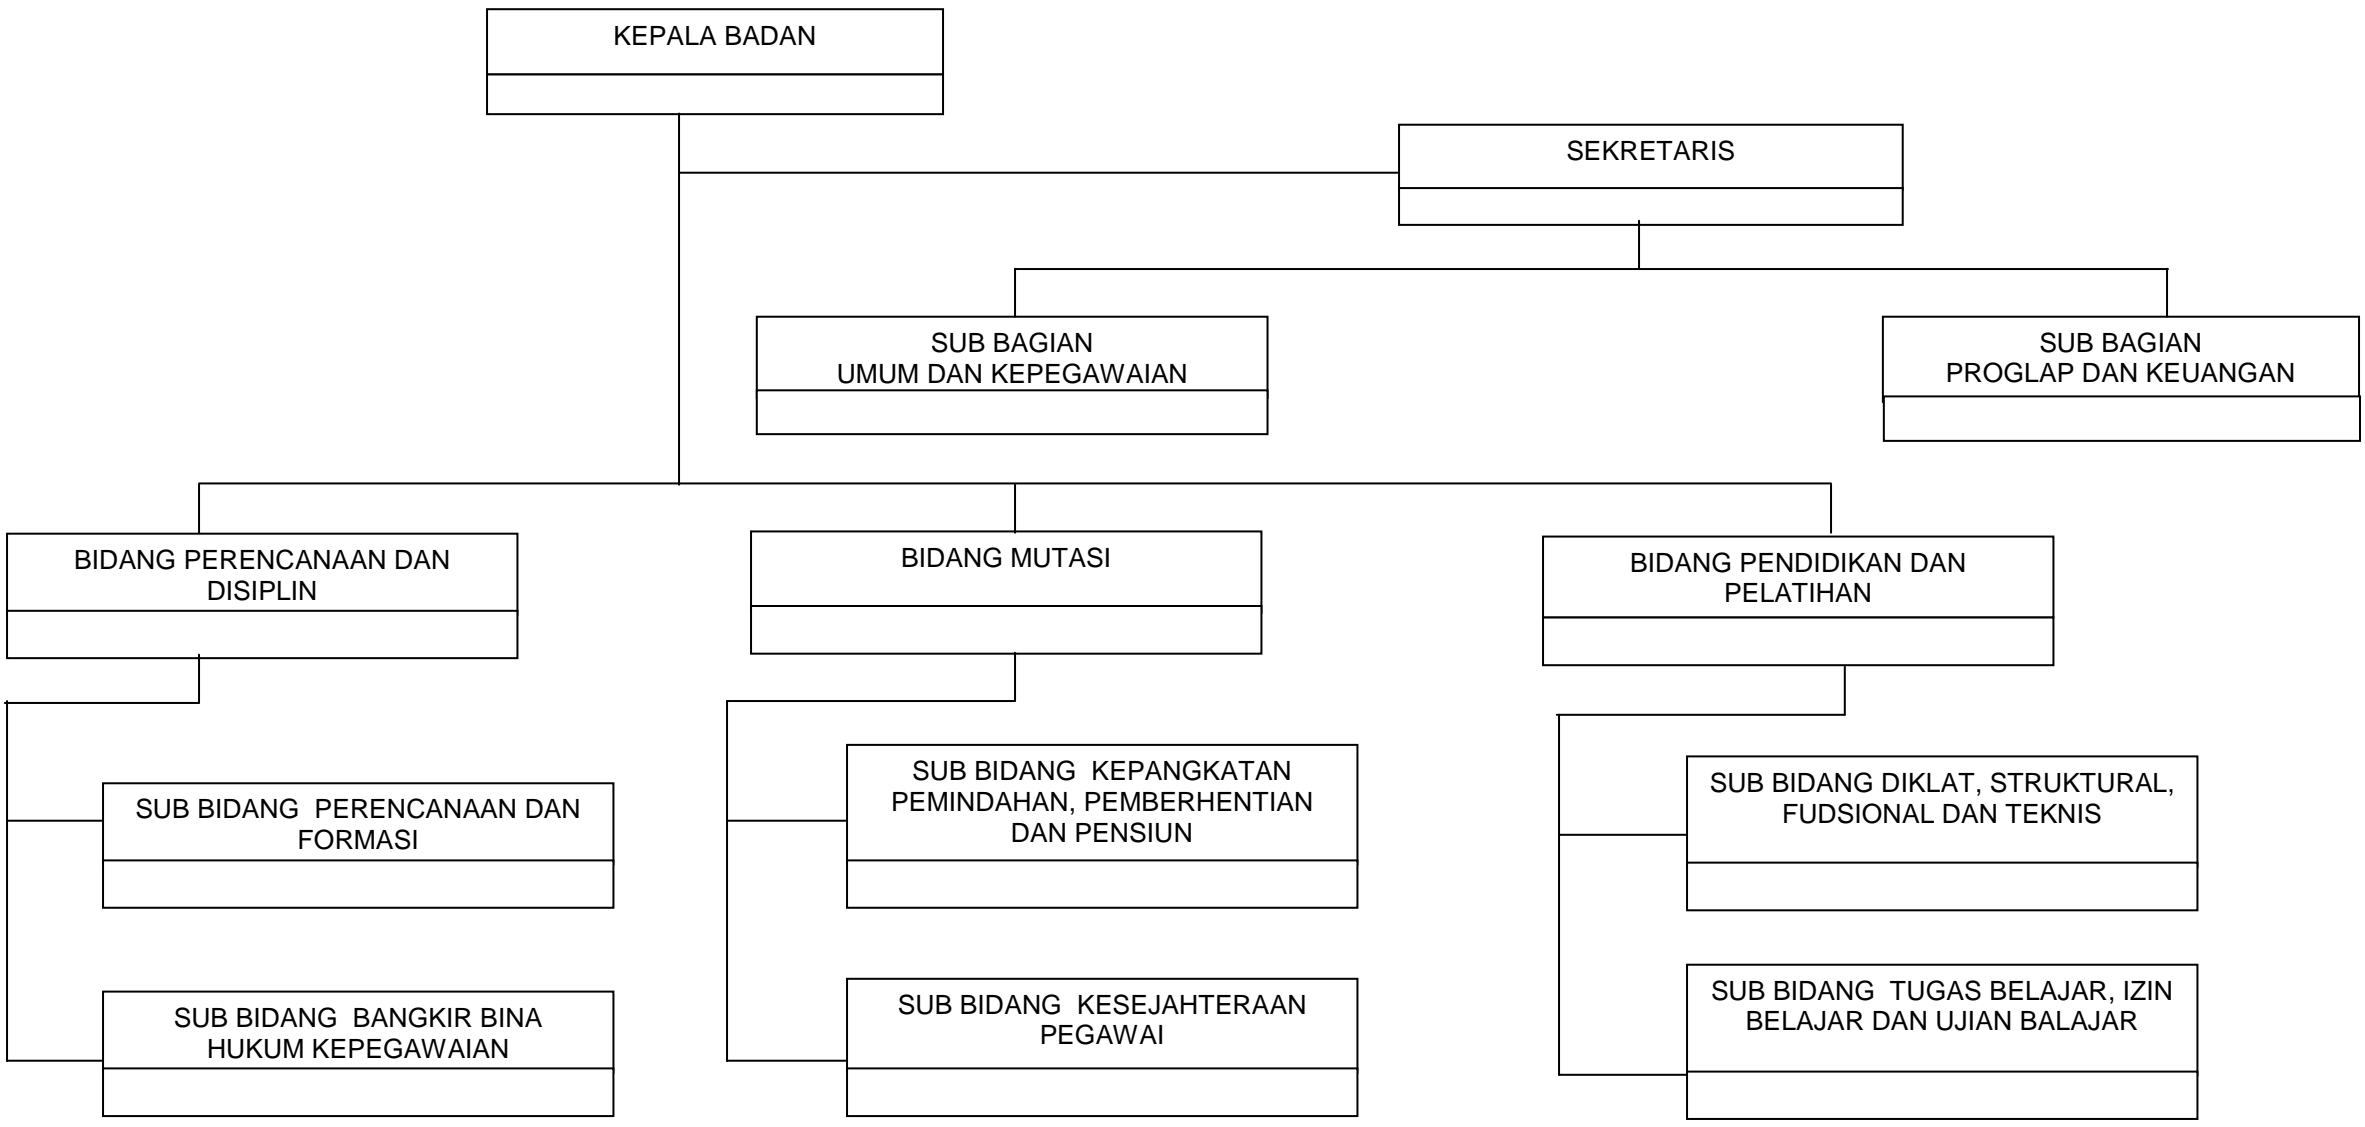 KEPALA BADAN
SEKRETARIS
SUB BAGIAN
UMUM DAN KEPEGAWAIAN
SUB BAGIAN
PROGLAP DAN KEUANGAN
BIDANG PERENCANAAN DAN
DISIPLIN
BIDANG MUTASI
BIDANG PENDIDIKAN DAN
PELATIHAN
SUB BIDANG  PERENCANAAN DAN
FORMASI
SUB BIDANG  KEPANGKATAN
PEMINDAHAN, PEMBERHENTIAN
DAN PENSIUN
SUB BIDANG DIKLAT, STRUKTURAL,
FUDSIONAL DAN TEKNIS
SUB BIDANG  BANGKIR BINA
HUKUM KEPEGAWAIAN
SUB BIDANG  KESEJAHTERAAN
PEGAWAI
SUB BIDANG  TUGAS BELAJAR, IZIN
BELAJAR DAN UJIAN BALAJAR